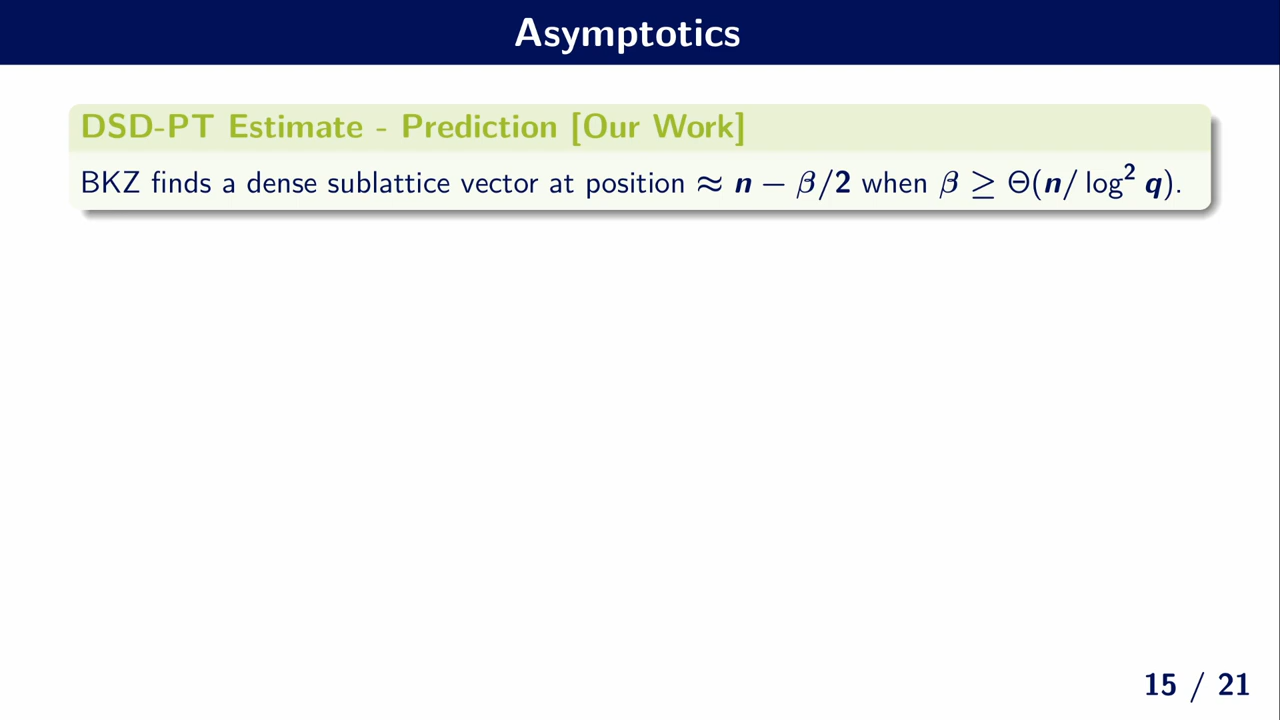 Asymptotics
DSD-PT Estimate - Prediction [Our Work]
BKZ finds a dense sublattice vector at position ≈ n − β/2 when β ≥ Θ(n/ log² q).
15 / 21